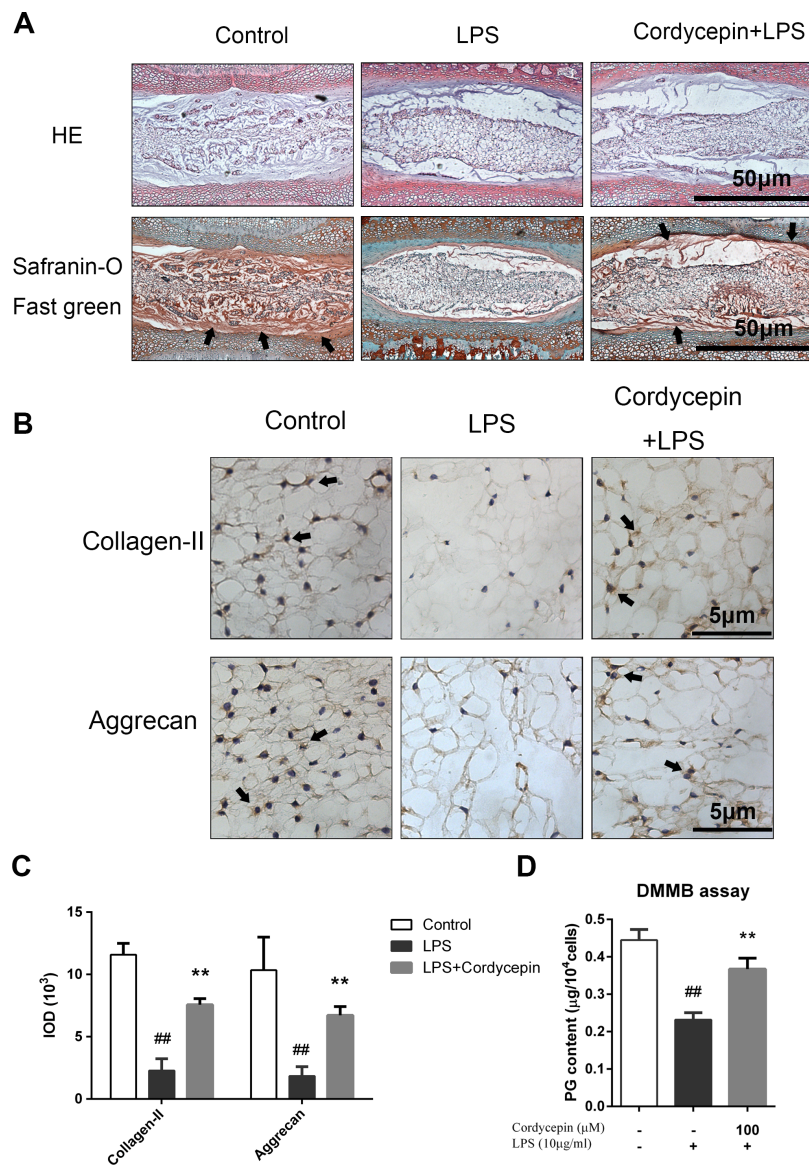 A
Control
LPS
Cordycepin+LPS
HE
50μm
Safranin-O
Fast green
50μm
B
Control
LPS
Cordycepin
+LPS
Collagen-II
5μm
Aggrecan
5μm
C
15
10
5
0
IOD (10³)
##
**
##
**
Collagen-II
Aggrecan
Control
LPS
LPS+Cordycepin
D
DMMB assay
0.5
0.4
0.3
0.2
0.1
0.0
PG content (μg/10⁴cells)
##
**
Cordycepin (μM) - - 100
LPS (10μg/ml) - + +